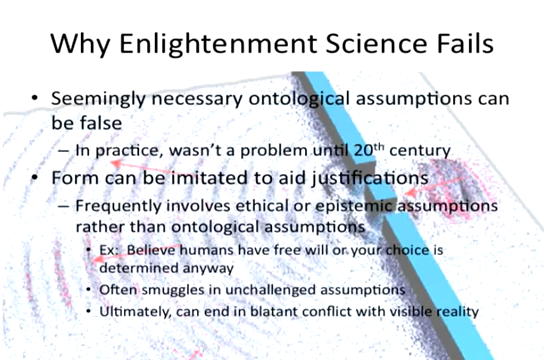 Why Enlightenment Science Fails
• Seemingly necessary ontological assumptions can
be false
– In practice, wasn't a problem until 20th century
• Form can be imitated to aid justifications
– Frequently involves ethical or epistemic assumptions
rather than ontological assumptions
• Ex: Believe humans have free will or your choice is
determined anyway
• Often smuggles in unchallenged assumptions
• Ultimately, can end in blatant conflict with visible reality